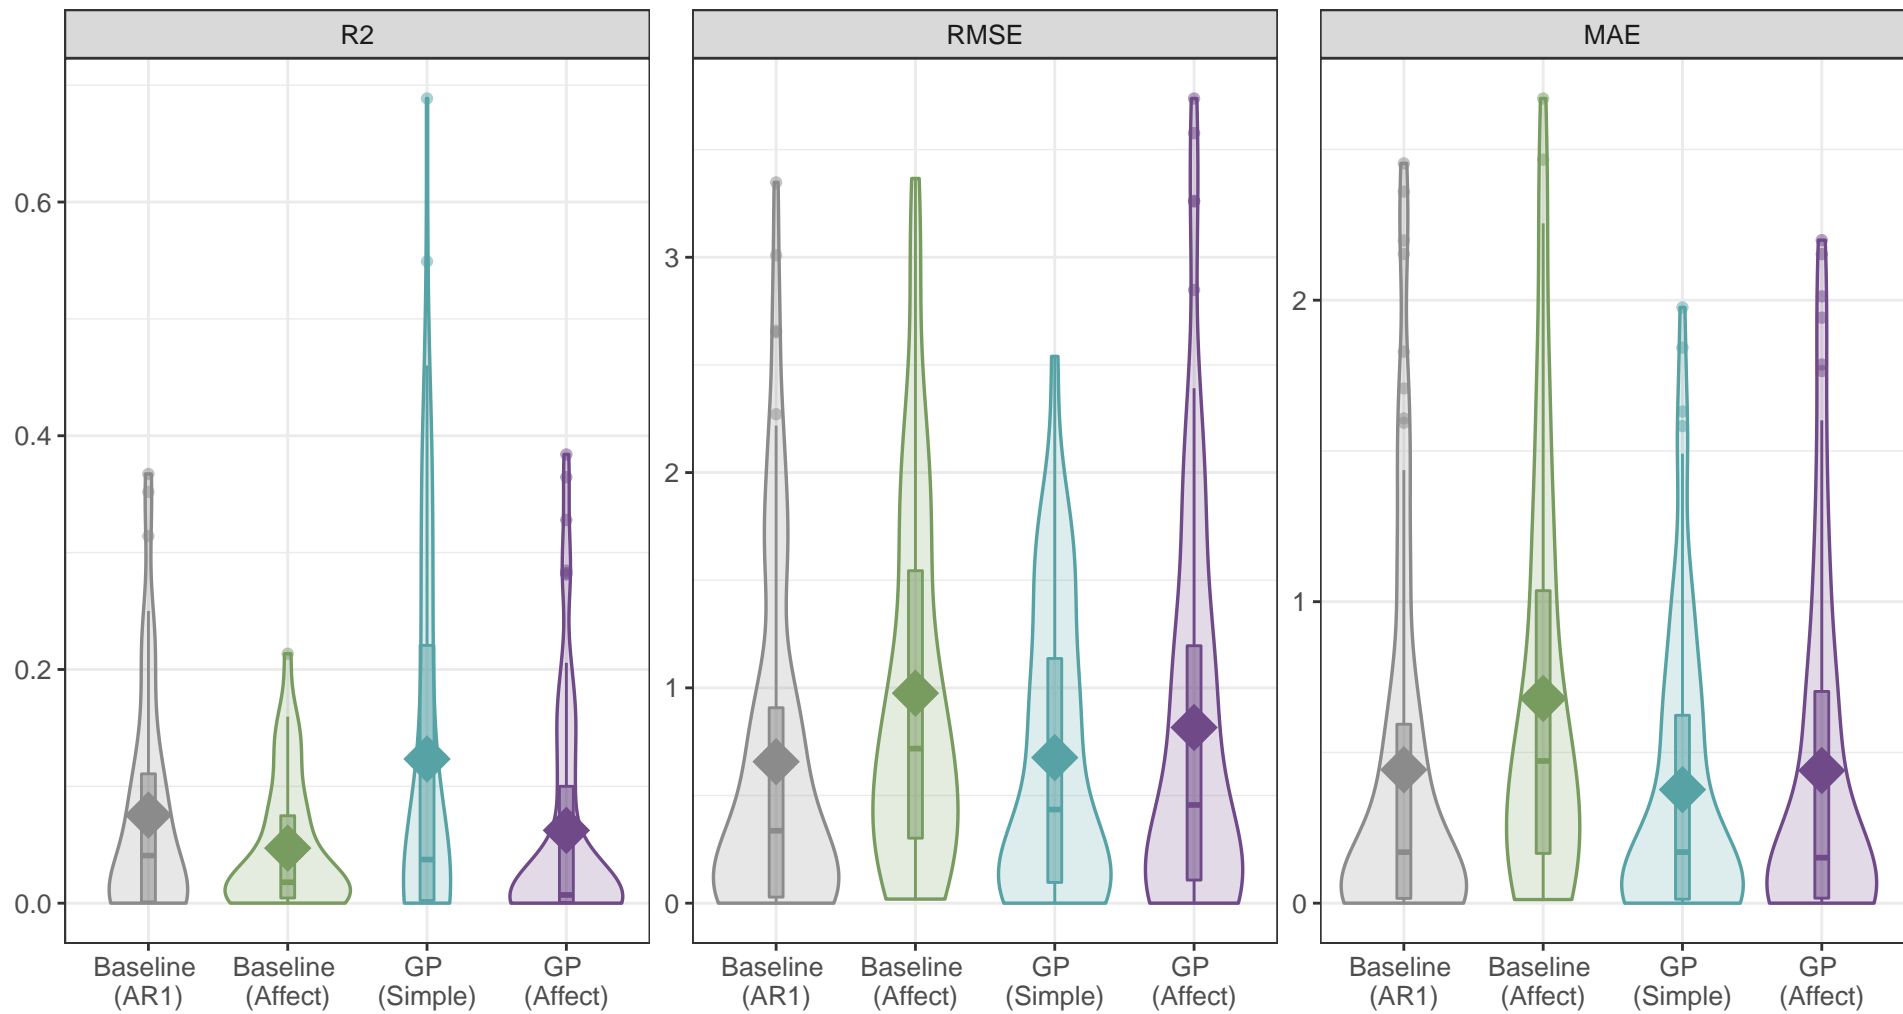 R2
RMSE
MAE
0.6
0.4
0.2
0.0
3
2
1
0
2
1
0
Baseline
(AR1)
Baseline
(Affect)
GP
(Simple)
GP
(Affect)
Baseline
(AR1)
Baseline
(Affect)
GP
(Simple)
GP
(Affect)
Baseline
(AR1)
Baseline
(Affect)
GP
(Simple)
GP
(Affect)